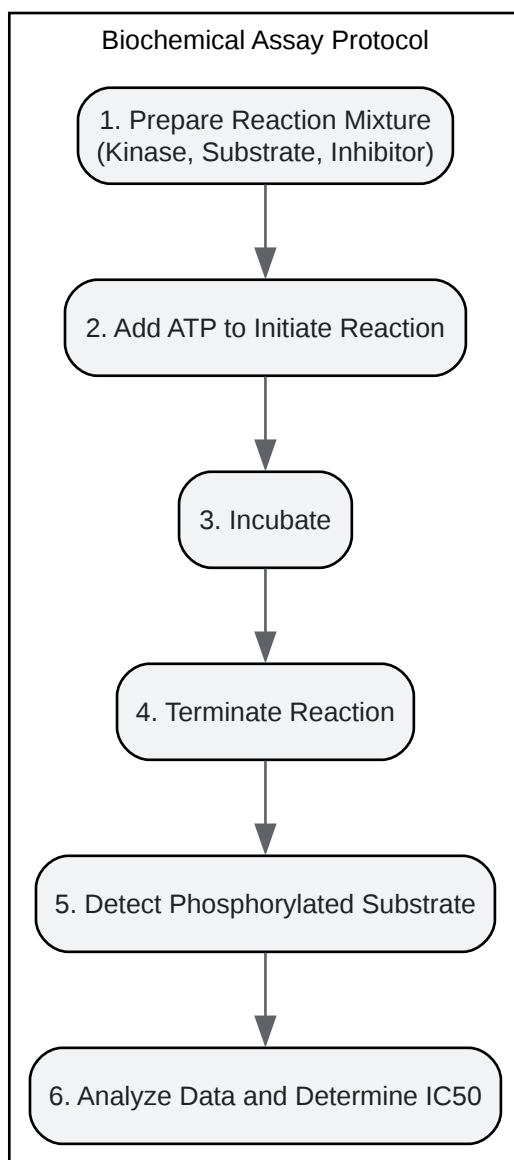 Biochemical Assay Protocol
1. Prepare Reaction Mixture
(Kinase, Substrate, Inhibitor)
2. Add ATP to Initiate Reaction
3. Incubate
4. Terminate Reaction
5. Detect Phosphorylated Substrate
6. Analyze Data and Determine IC50